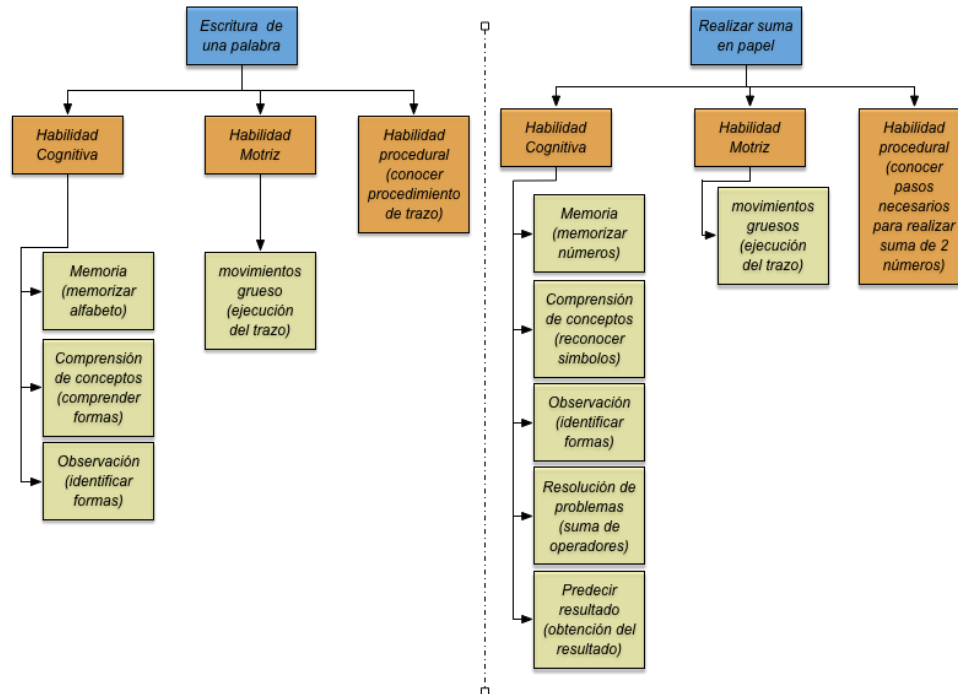 Escritura de
una palabra
Habilidad
Cognitiva
Habilidad
Motriz
Habilidad
procedural
(conocer
procedimiento
de trazo)
Memoria
(memorizar
alfabeto)
Comprensión
de conceptos
(comprender
formas)
Observación
(identificar
formas)
movimientos
grueso
(ejecución
del trazo)
Realizar suma
en papel
Habilidad
Cognitiva
Habilidad
Motriz
Habilidad
procedural
(conocer
pasos
necesarios
para realizar
suma de 2
números)
Memoria
(memorizar
números)
Comprensión
de conceptos
(reconocer
simbolos)
Observación
(identificar
formas)
Resolución de
problemas
(suma de
operadores)
Predecir
resultado
(obtención del
resultado)
movimientos
gruesos
(ejecución
del trazo)